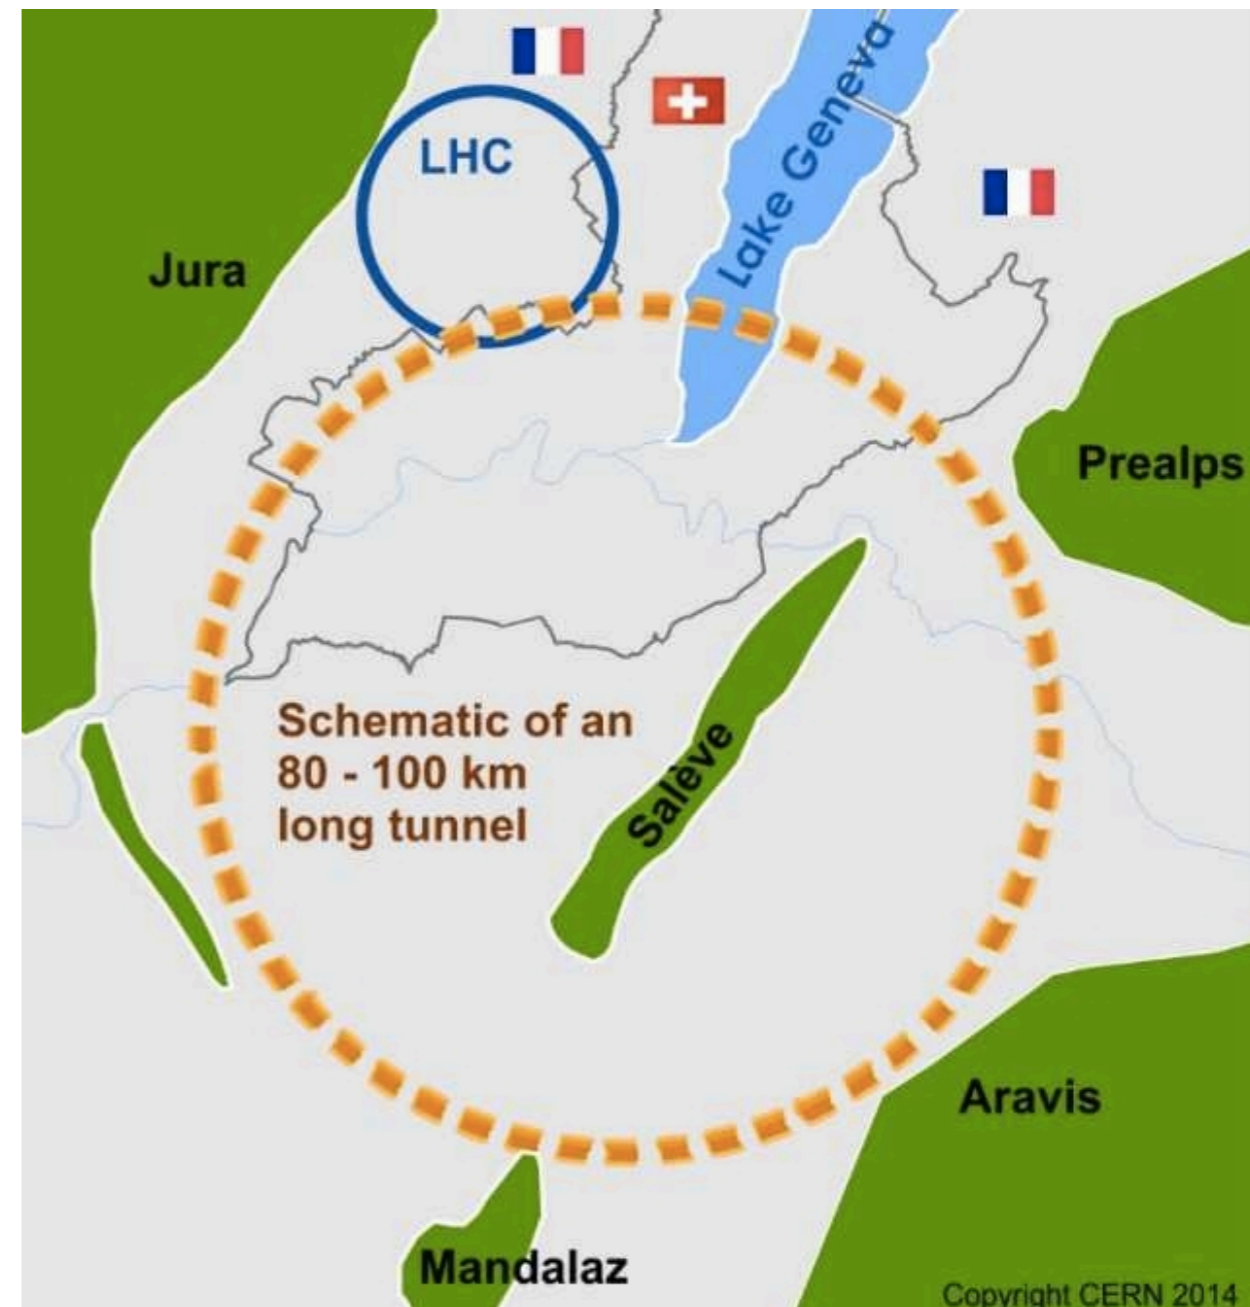 LHC
Lake Geneva
Jura
Prealps
Schematic of an
80 - 100 km
long tunnel
Salève
Aravis
Mandalaz
Copyright CERN 2014